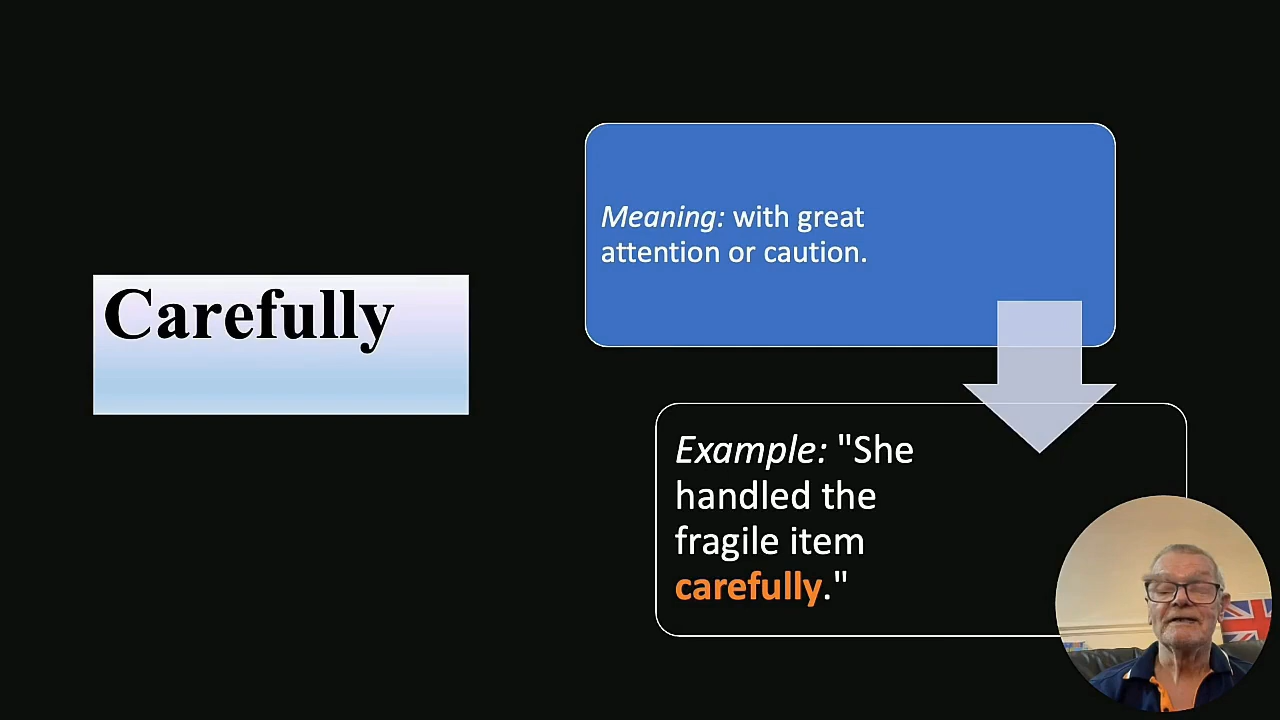 Carefully
Meaning: with great
attention or caution.
Example: "She
handled the
fragile item
carefully."